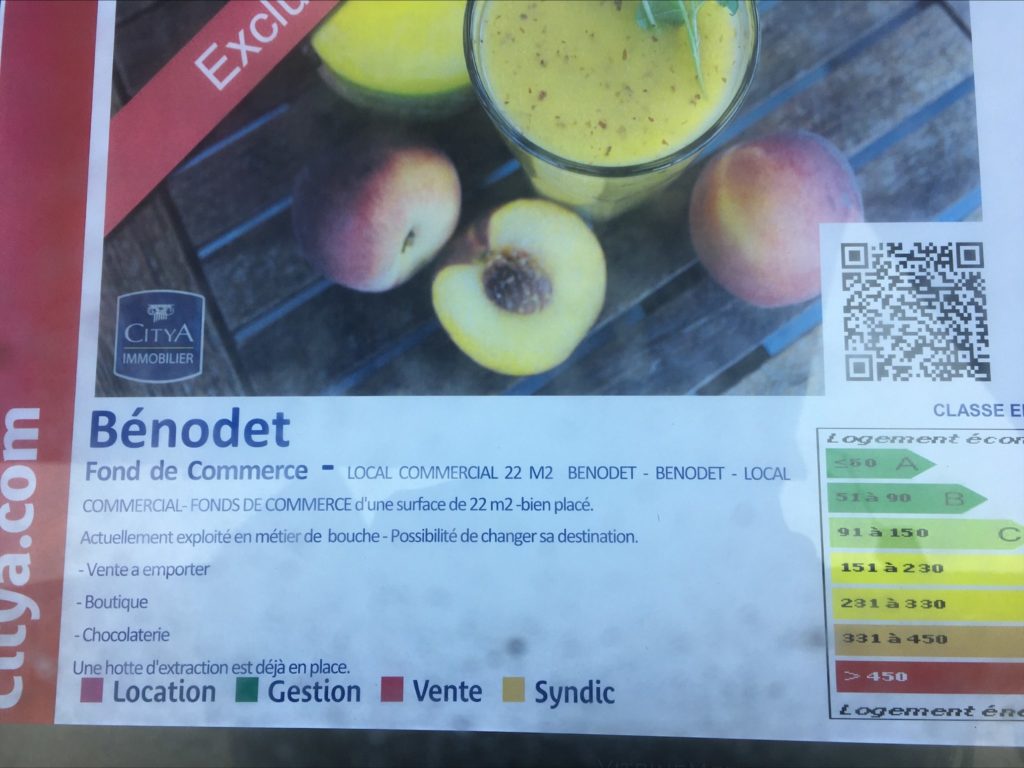 Exclu
CITYA
IMMOBILIER
citya.com
Bénodet
Fond de Commerce - LOCAL COMMERCIAL 22 M2 BENODET - BENODET - LOCAL
COMMERCIAL- FONDS DE COMMERCE d'une surface de 22 m2 -bien placé.
Actuellement exploité en métier de bouche - Possibilité de changer sa destination.
- Vente a emporter
- Boutique
- Chocolaterie
Une hotte d'extraction est déjà en place.
Location Gestion Vente Syndic
CLASSE E
Logement écon
≤50 A
51 à 90 B
91 à 150 C
151 à 230
231 à 330
331 à 450
> 450
Logement éne